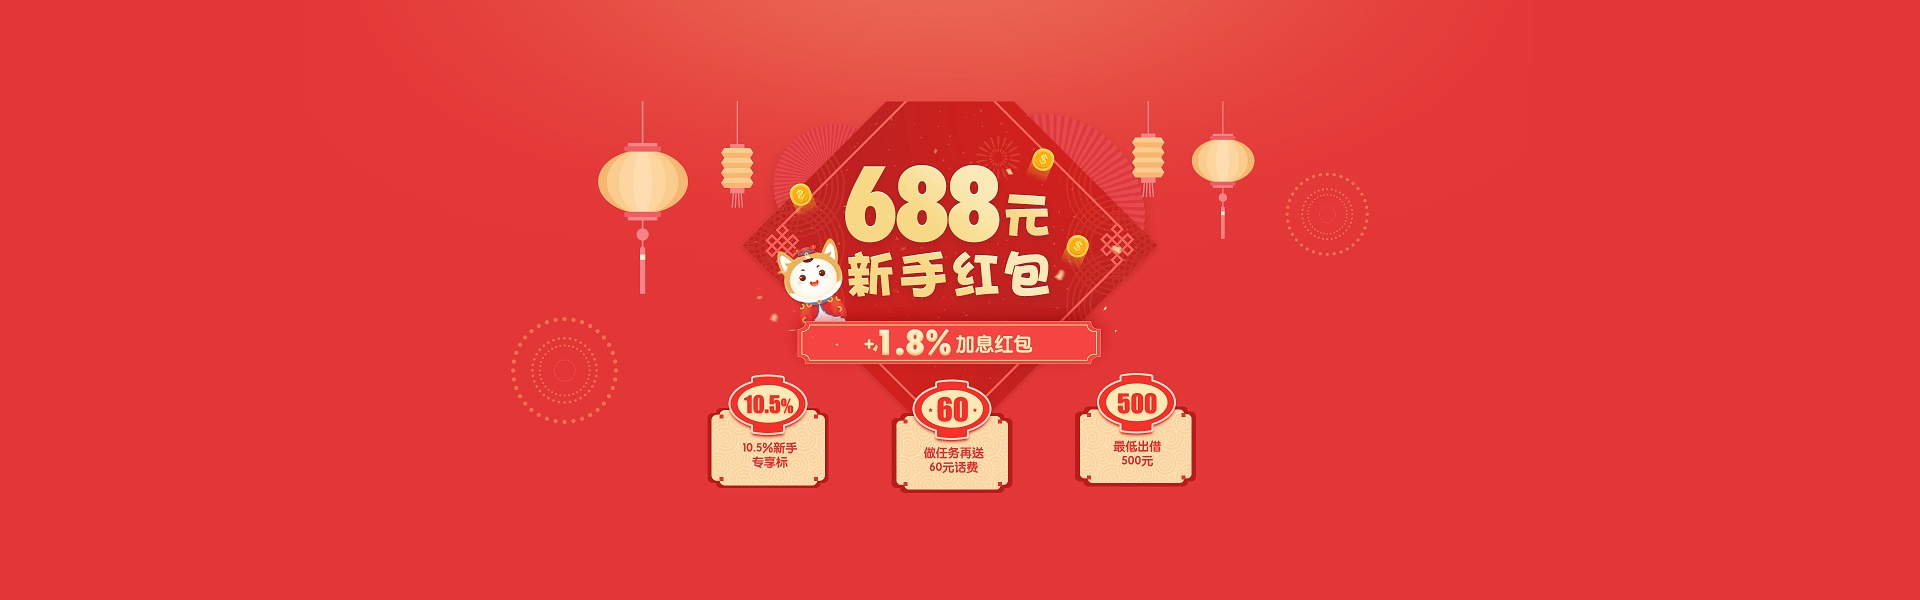 688元
新手红包
+1.8%加息红包
10.5%
10.5%新手
专享标
60
做任务再送
60元话费
500
最低出借
500元